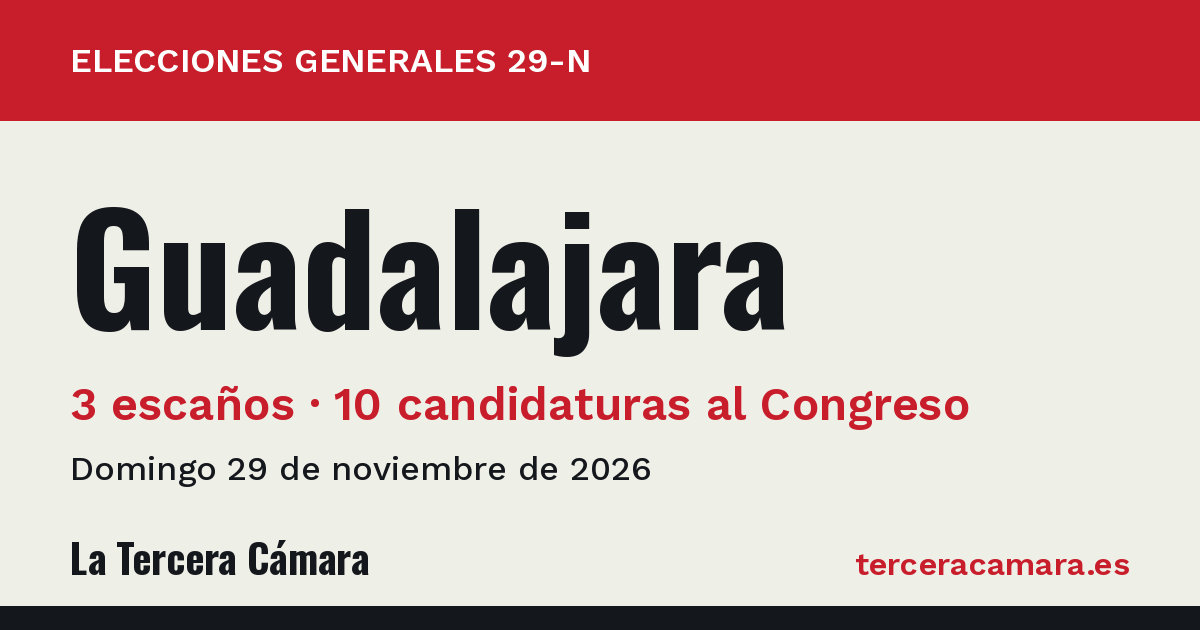 ELECCIONES GENERALES 29-N
Guadalajara
3 escaños · 10 candidaturas al Congreso
Domingo 29 de noviembre de 2026
La Tercera Cámara
terceracamara.es